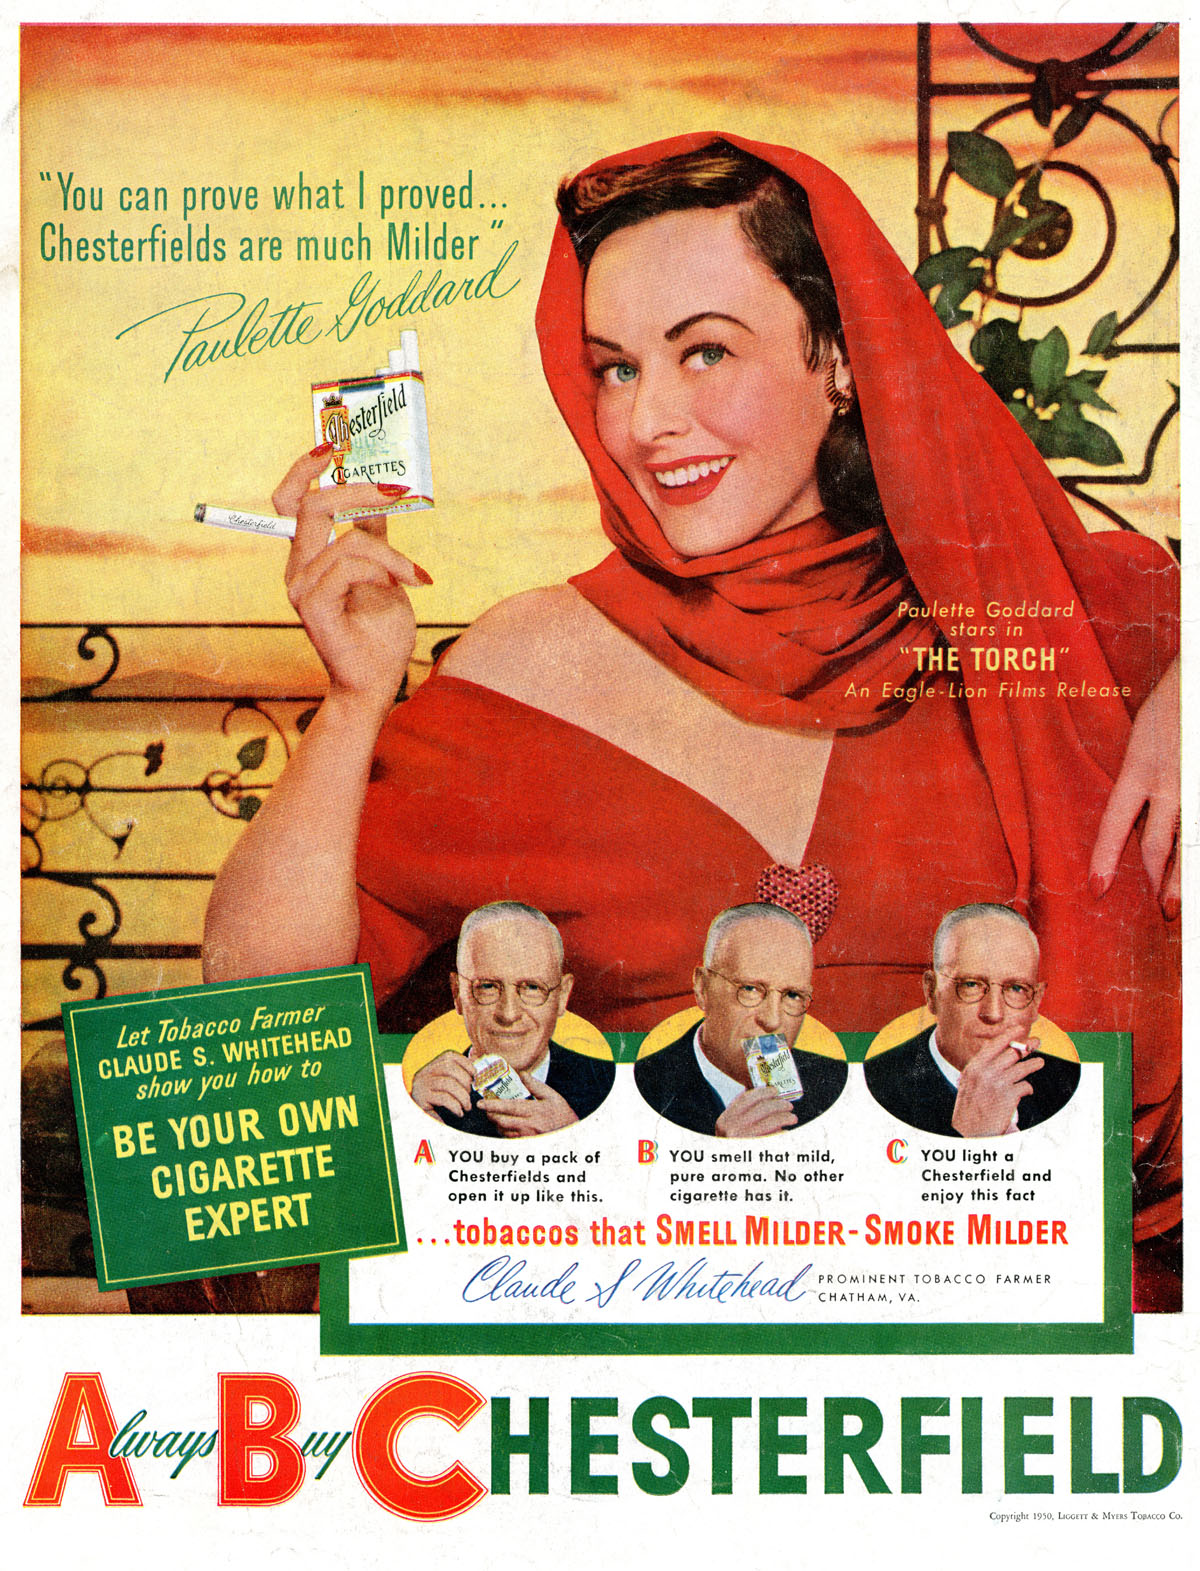 "You can prove what I proved...
Chesterfields are much Milder"
Paulette Goddard
Chesterfield
CIGARETTES
Chesterfield
Paulette Goddard
stars in
"THE TORCH"
An Eagle-Lion Films Release
Let Tobacco Farmer
CLAUDE S. WHITEHEAD
show you how to
BE YOUR OWN
CIGARETTE
EXPERT
A YOU buy a pack of
Chesterfields and
open it up like this.
B YOU smell that mild,
pure aroma. No other
cigarette has it.
C YOU light a
Chesterfield and
enjoy this fact
...tobaccos that SMELL MILDER-SMOKE MILDER
Claude S Whitehead
PROMINENT TOBACCO FARMER
CHATHAM, VA.
Always Buy CHESTERFIELD
Copyright 1950, LIGGETT & MYERS TOBACCO CO.